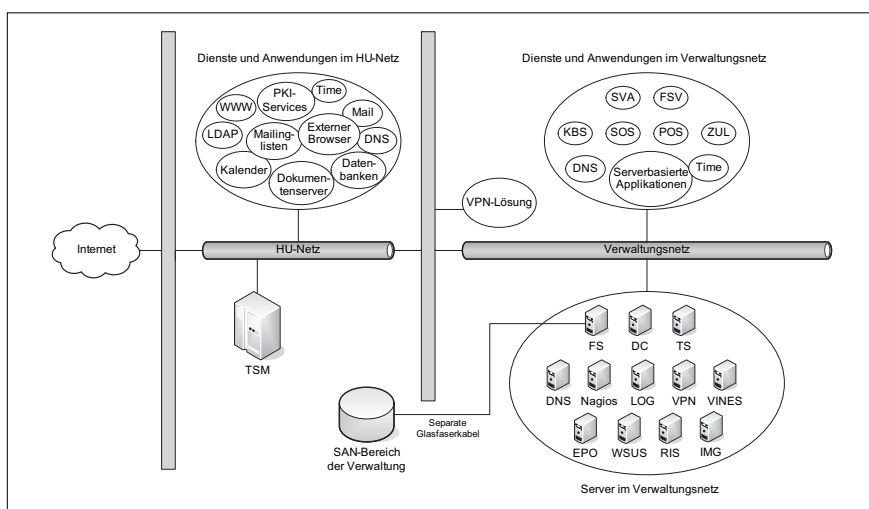 Dienste und Anwendungen im HU-Netz
Dienste und Anwendungen im Verwaltungsnetz
WWW
PKI-
Services
Time
Mail
LDAP
Mailing-
listen
Externer
Browser
DNS
Kalender
Dokumen-
tenserver
Daten-
banken
SVA
FSV
KBS
SOS
POS
ZUL
DNS
Serverbasierte
Applikationen
Time
VPN-Lösung
Internet
HU-Netz
Verwaltungsnetz
TSM
FS
DC
TS
DNS
Nagios
LOG
VPN
VINES
EPO
WSUS
RIS
IMG
Separate
Glasfaserkabel
SAN-Bereich
der Verwaltung
Server im Verwaltungsnetz